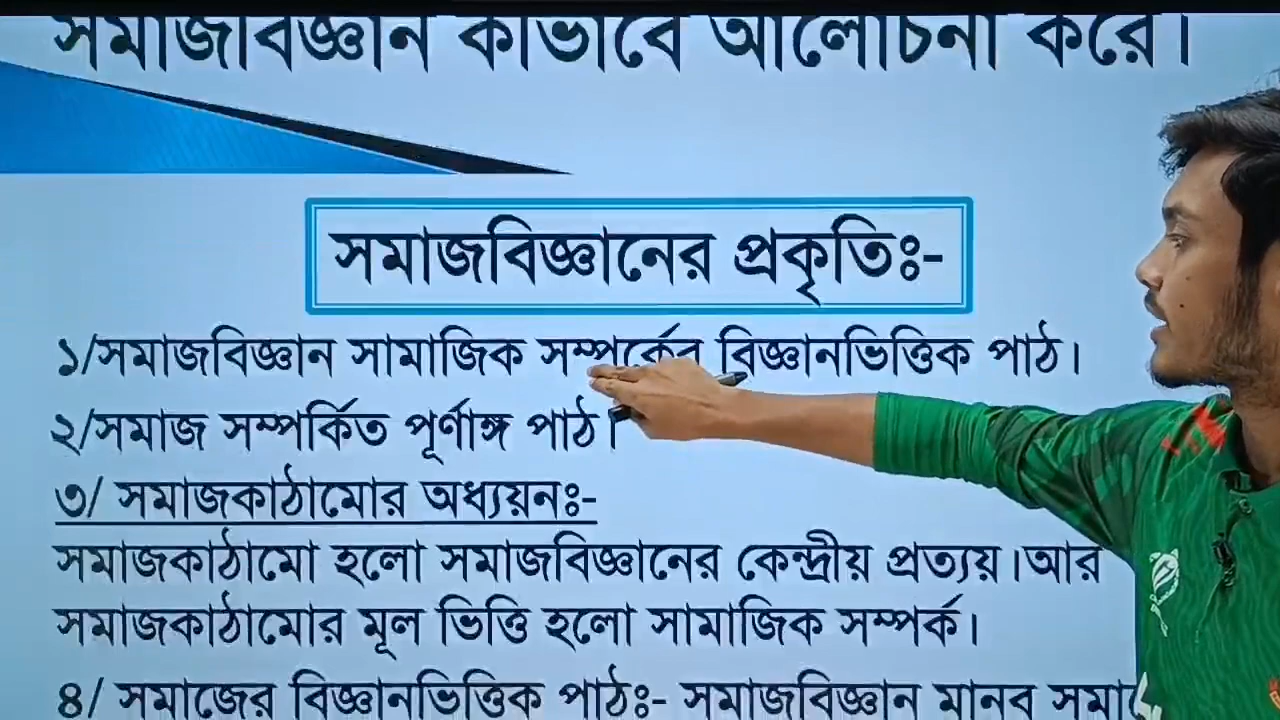 সমাজবিজ্ঞান কীভাবে আলোচনা করে।
সমাজবিজ্ঞানের প্রকৃতিঃ-
১/সমাজবিজ্ঞান সামাজিক সম্পর্কের বিজ্ঞানভিত্তিক পাঠ।
২/সমাজ সম্পর্কিত পূর্ণাঙ্গ পাঠ।
৩/ সমাজকাঠামোর অধ্যয়নঃ-
সমাজকাঠামো হলো সমাজবিজ্ঞানের কেন্দ্রীয় প্রত্যয়।আর
সমাজকাঠামোর মূল ভিত্তি হলো সামাজিক সম্পর্ক।
৪/ সমাজের বিজ্ঞানভিত্তিক পাঠঃ- সমাজবিজ্ঞান মানব